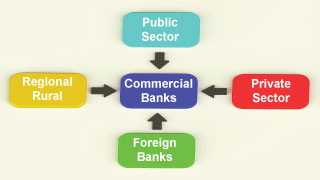 Public
Sector
Regional
Rural
Commercial
Banks
Private
Sector
Foreign
Banks